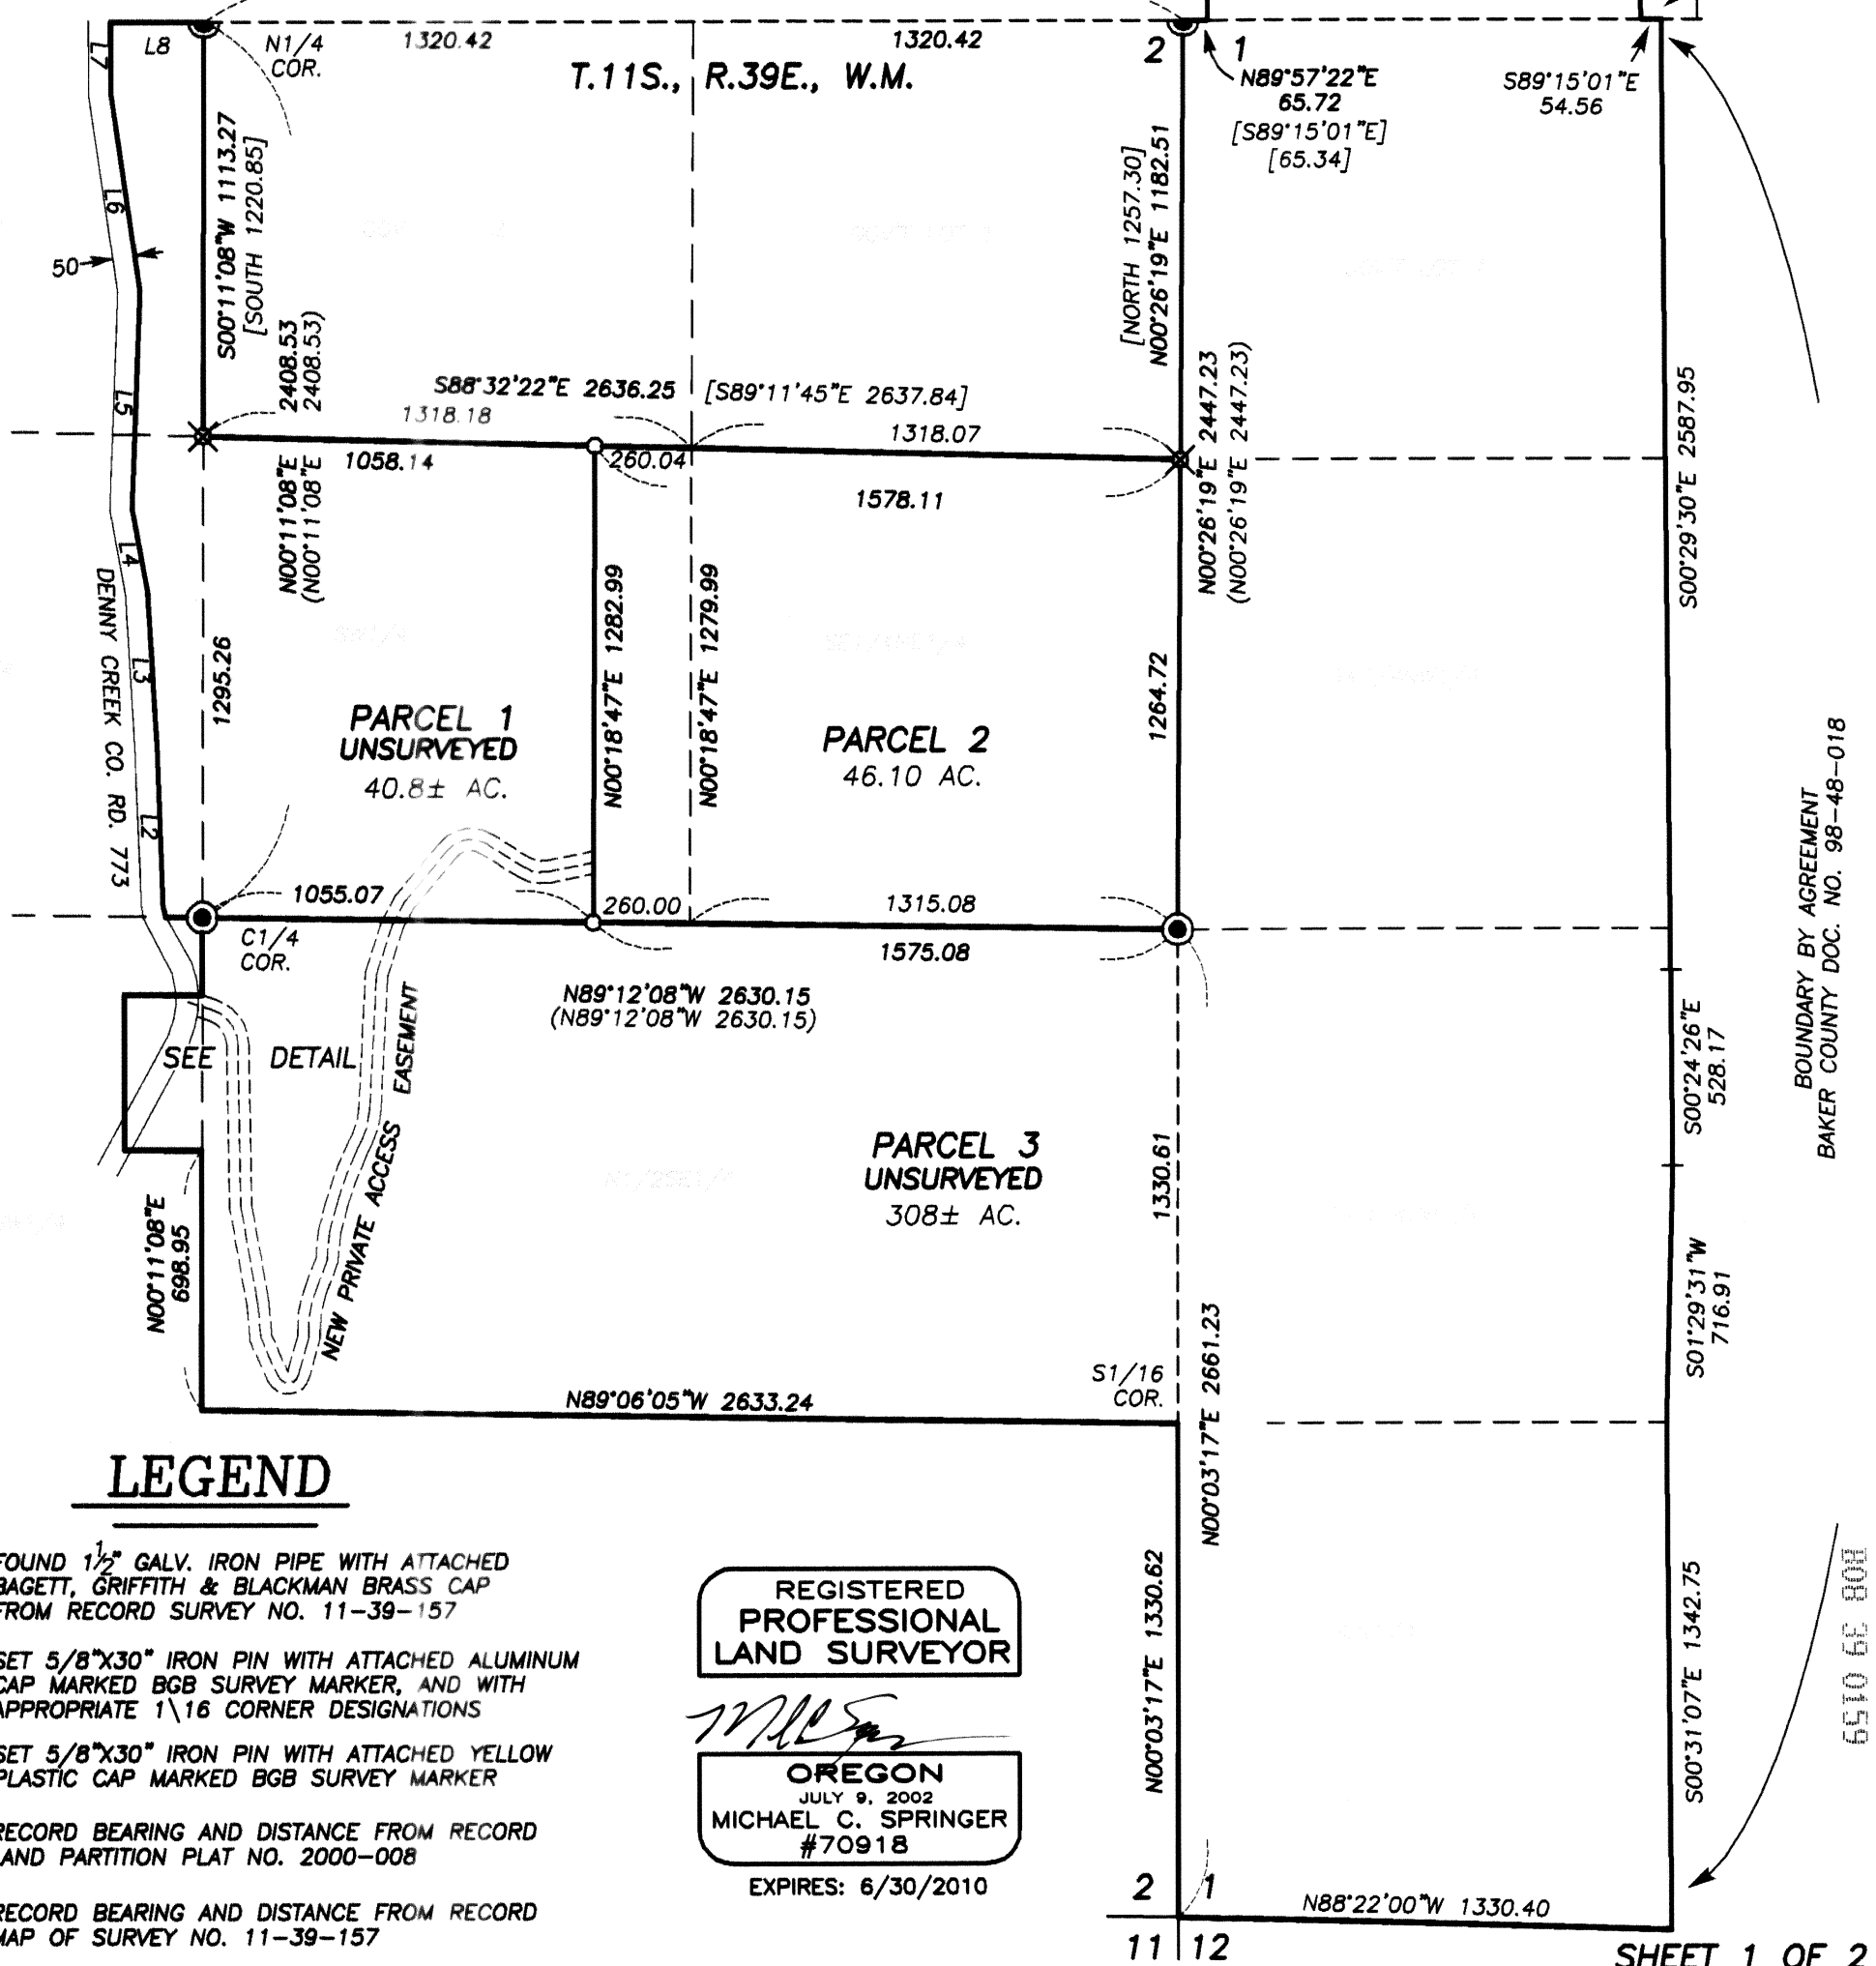 L7
L8
N1/4
COR.
1320.42
1320.42
T.11S., R.39E., W.M.
2
1
N89°57'22"E
65.72
[S89°15'01"E]
[65.34]
S89°15'01"E
54.56
S00°11'08"W 1113.27
[SOUTH 1220.85]
[NORTH 1257.30]
N00°26'19"E 1182.51
L6
50
N00°11'08"E 2408.53
(N00°11'08"E 2408.53)
S88°32'22"E 2636.25
[S89°11'45"E 2637.84]
1318.18
1318.07
1058.14
260.04
1578.11
N00°26'19"E 2447.23
(N00°26'19"E 2447.23)
S00°29'30"E 2587.95
L5
L4
L3
L2
DENNY CREEK CO. RD. 773
1295.26
N00°18'47"E 1282.99
N00°18'47"E 1279.99
1264.72
PARCEL 1
UNSURVEYED
40.8± AC.
PARCEL 2
46.10 AC.
BOUNDARY BY AGREEMENT
BAKER COUNTY DOC. NO. 98-48-018
1055.07
260.00
1315.08
1575.08
C1/4
COR.
N89°12'08"W 2630.15
(N89°12'08"W 2630.15)
SEE DETAIL
NEW PRIVATE ACCESS EASEMENT
S00°24'26"E
528.17
PARCEL 3
UNSURVEYED
308± AC.
1330.61
N00°11'08"E
698.95
S01°29'31"W
716.91
N89°06'05"W 2633.24
S1/16
COR.
N00°03'17"E 2661.23
LEGEND
FOUND 1 1/2" GALV. IRON PIPE WITH ATTACHED
BAGETT, GRIFFITH & BLACKMAN BRASS CAP
FROM RECORD SURVEY NO. 11-39-157
SET 5/8"X30" IRON PIN WITH ATTACHED ALUMINUM
CAP MARKED BGB SURVEY MARKER, AND WITH
APPROPRIATE 1\16 CORNER DESIGNATIONS
SET 5/8"X30" IRON PIN WITH ATTACHED YELLOW
PLASTIC CAP MARKED BGB SURVEY MARKER
RECORD BEARING AND DISTANCE FROM RECORD
LAND PARTITION PLAT NO. 2000-008
RECORD BEARING AND DISTANCE FROM RECORD
MAP OF SURVEY NO. 11-39-157
REGISTERED
PROFESSIONAL
LAND SURVEYOR
OREGON
JULY 9, 2002
MICHAEL C. SPRINGER
#70918
EXPIRES: 6/30/2010
N00°03'17"E 1330.62
S00°31'07"E 1342.75
2
1
N88°22'00"W 1330.40
11
12
SHEET 1 OF 2